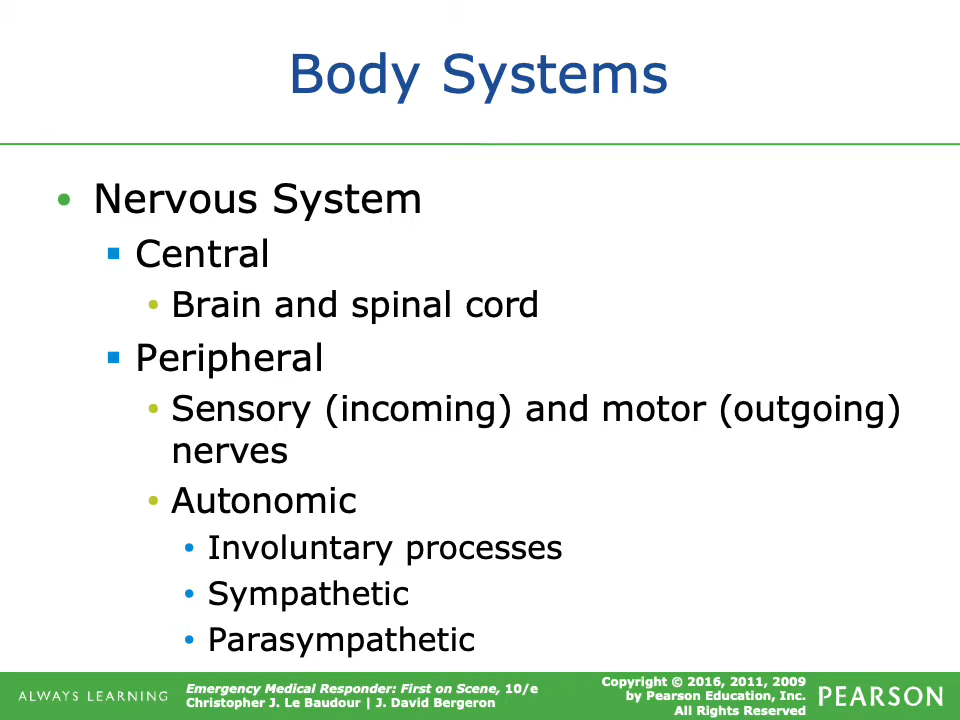 Body Systems
• Nervous System
▪ Central
• Brain and spinal cord
▪ Peripheral
• Sensory (incoming) and motor (outgoing)
nerves
• Autonomic
• Involuntary processes
• Sympathetic
• Parasympathetic
ALWAYS LEARNING
Emergency Medical Responder: First on Scene, 10/e
Christopher J. Le Baudour | J. David Bergeron
Copyright © 2016, 2011, 2009
by Pearson Education, Inc.
All Rights Reserved
PEARSON